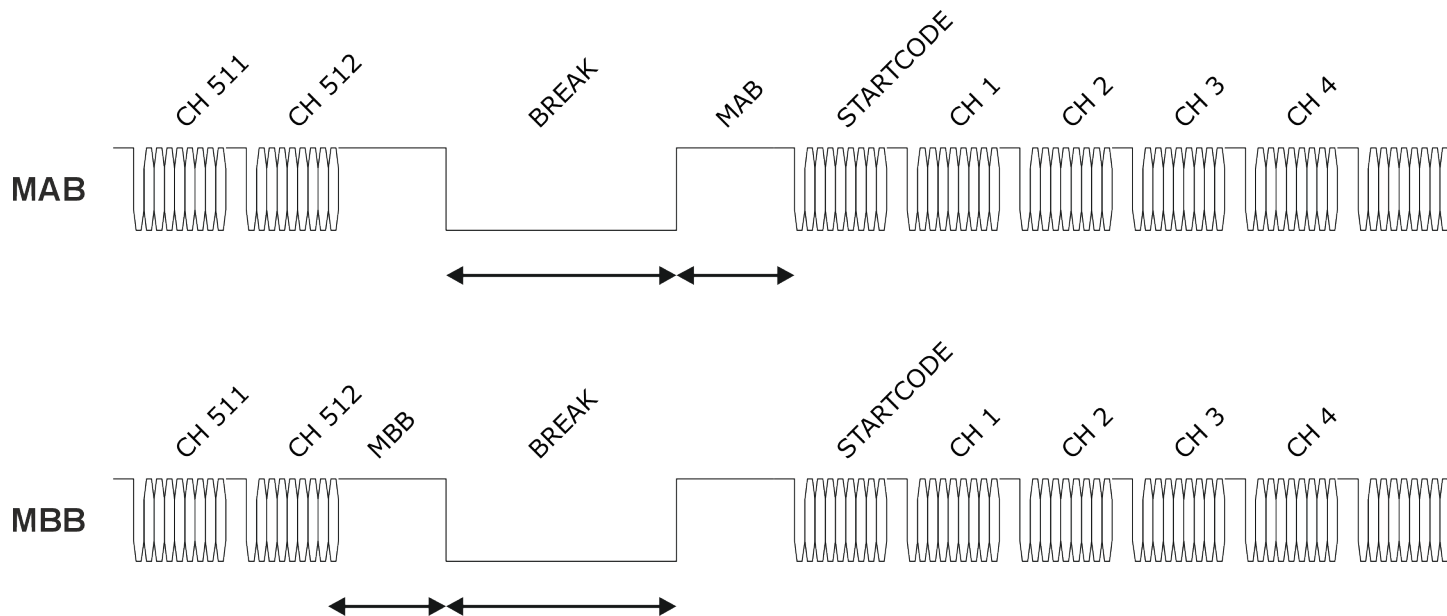 CH 511
CH 512
BREAK
MAB
STARTCODE
CH 1
CH 2
CH 3
CH 4
MAB
CH 511
CH 512
MBB
BREAK
STARTCODE
CH 1
CH 2
CH 3
CH 4
MBB